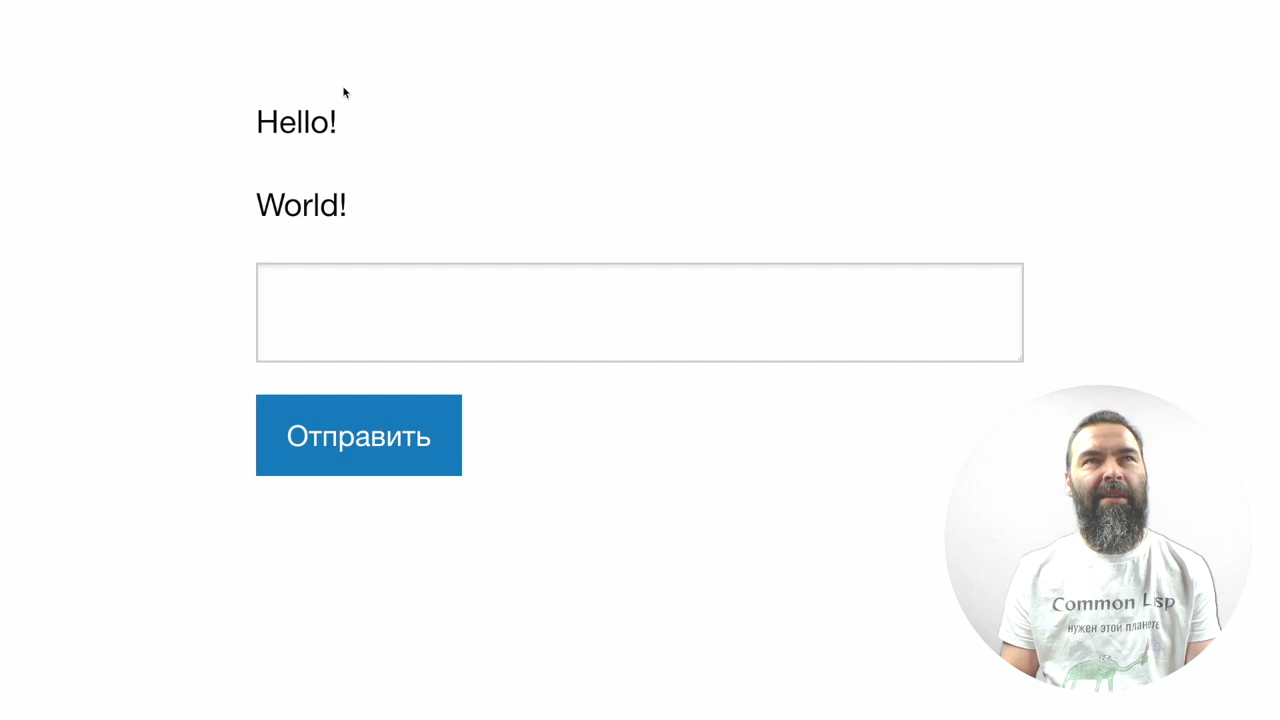 Hello!
World!
Отправить
Common Lisp
нужен этой планете